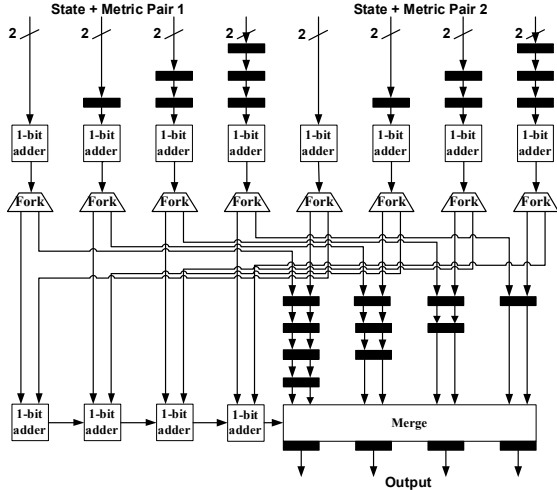 State + Metric Pair 1 State + Metric Pair 2
2 2 2 2 2 2 2 2
1-bit adder 1-bit adder 1-bit adder 1-bit adder 1-bit adder 1-bit adder 1-bit adder 1-bit adder
Fork Fork Fork Fork Fork Fork Fork Fork
1-bit adder 1-bit adder 1-bit adder 1-bit adder Merge
Output